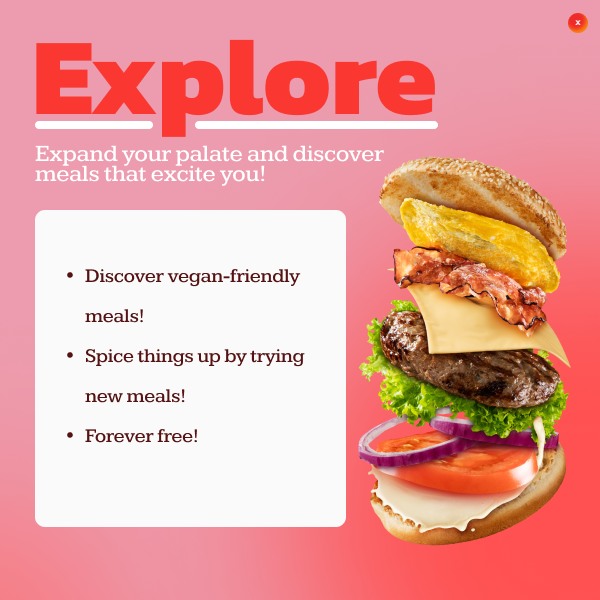 x
Explore
Expand your palate and discover
meals that excite you!
• Discover vegan-friendly
meals!
• Spice things up by trying
new meals!
• Forever free!